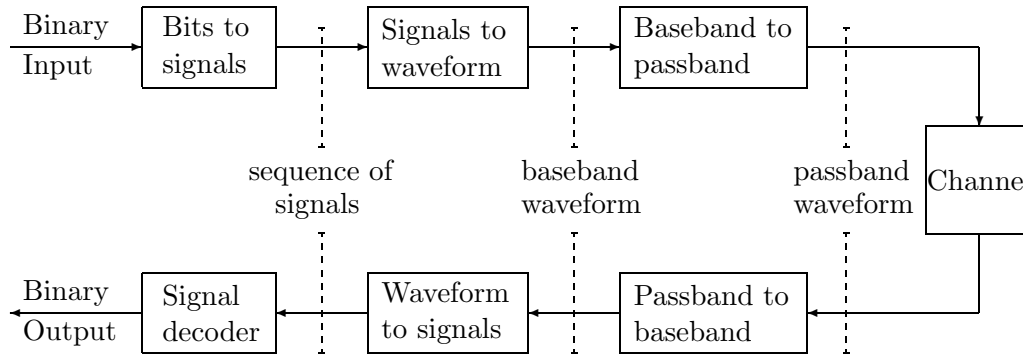 Binary
Input
Bits to
signals
Signals to
waveform
Baseband to
passband
sequence of
signals
baseband
waveform
passband
waveform
Channe
Binary
Output
Signal
decoder
Waveform
to signals
Passband to
baseband